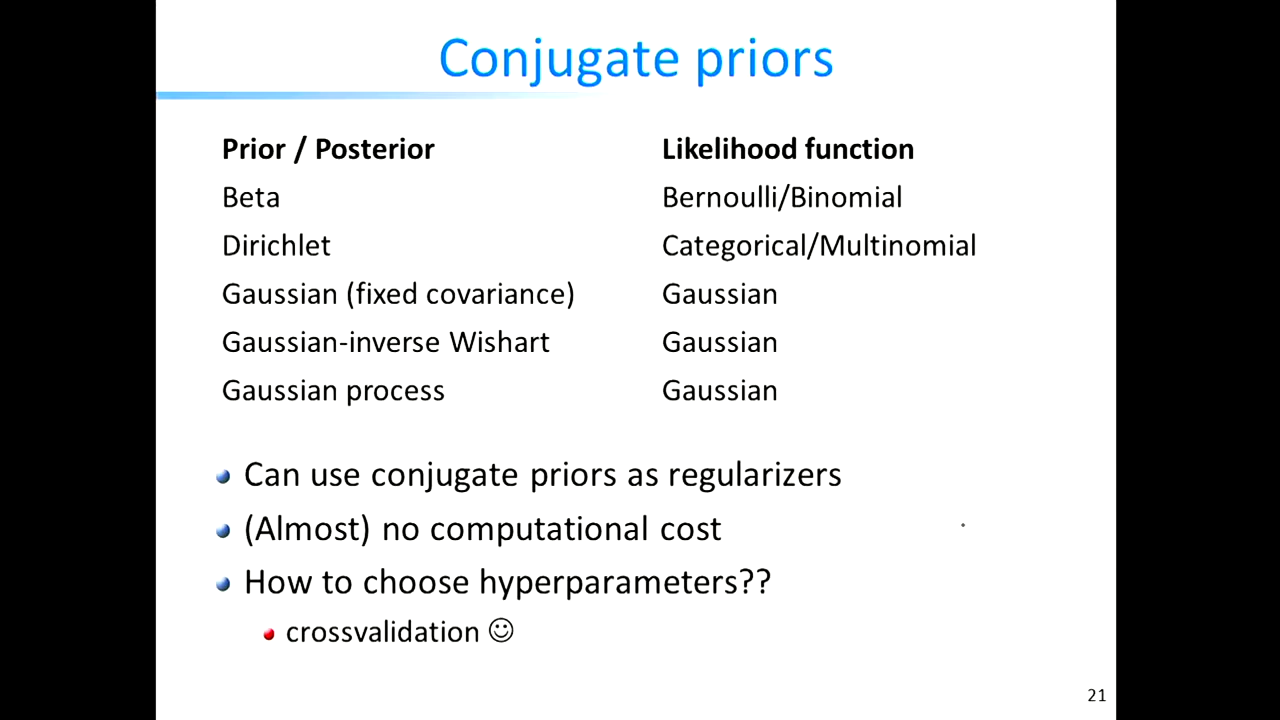 Conjugate priors
Prior / Posterior Likelihood function
Beta Bernoulli/Binomial
Dirichlet Categorical/Multinomial
Gaussian (fixed covariance) Gaussian
Gaussian-inverse Wishart Gaussian
Gaussian process Gaussian
Can use conjugate priors as regularizers
(Almost) no computational cost
How to choose hyperparameters??
crossvalidation ☺
21